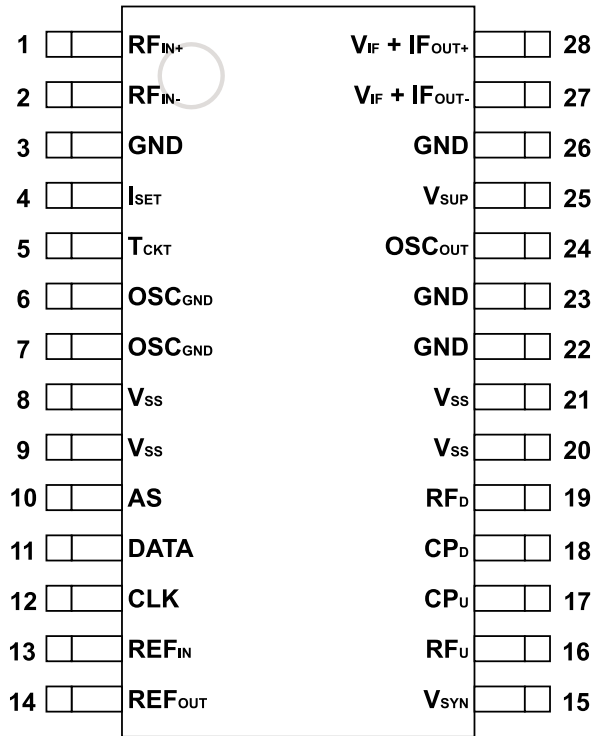 1 RFIN+ VIF + IFOUT+ 28
2 RFIN- VIF + IFOUT- 27
3 GND GND 26
4 ISET VSUP 25
5 TCKT OSCOUT 24
6 OSCGND GND 23
7 OSCGND GND 22
8 VSS VSS 21
9 VSS VSS 20
10 AS RFD 19
11 DATA CPD 18
12 CLK CPU 17
13 REFIN RFU 16
14 REFOUT VSYN 15